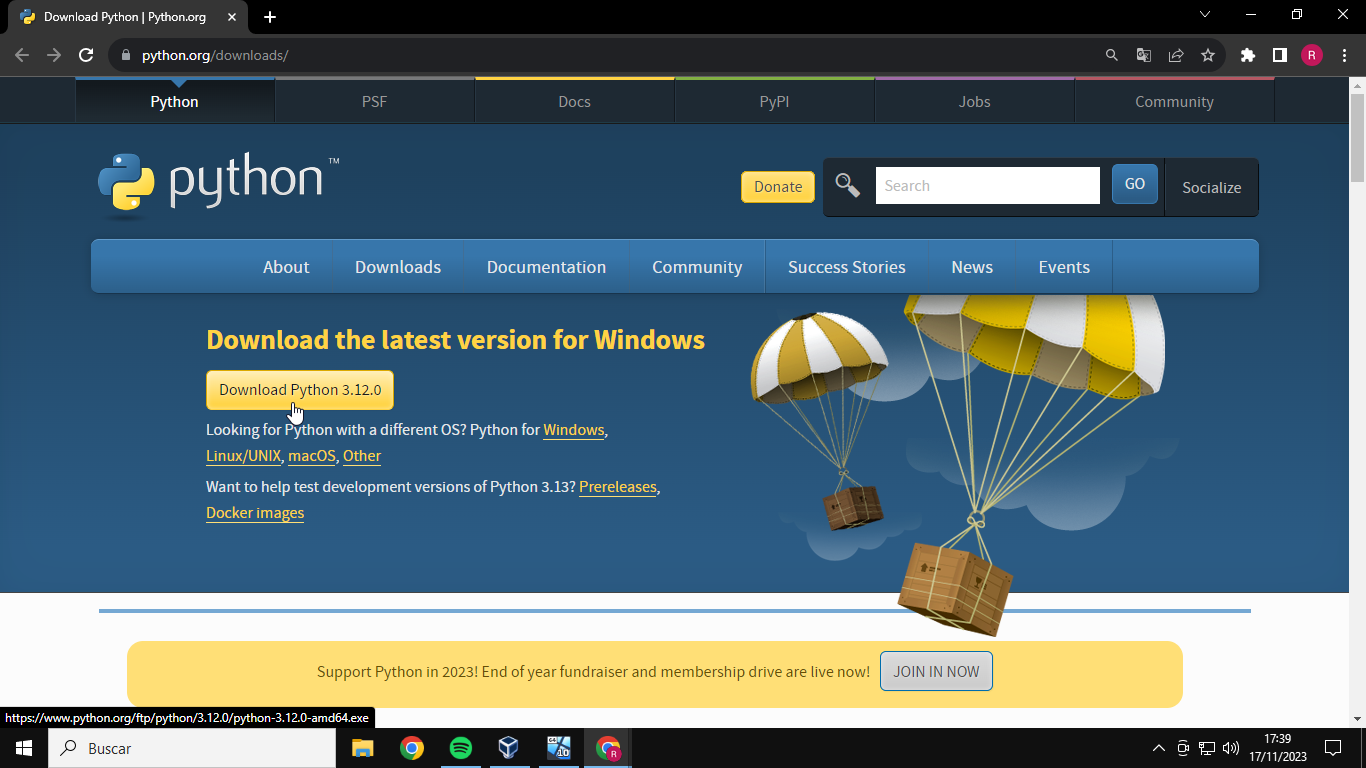 Download Python | Python.org
python.org/downloads/
R
Python
PSF
Docs
PyPI
Jobs
Community
python™
Donate
Search
GO
Socialize
About
Downloads
Documentation
Community
Success Stories
News
Events
Download the latest version for Windows
Download Python 3.12.0
Looking for Python with a different OS? Python for Windows,
Linux/UNIX, macOS, Other
Want to help test development versions of Python 3.13? Prereleases,
Docker images
Support Python in 2023! End of year fundraiser and membership drive are live now!
JOIN IN NOW
https://www.python.org/ftp/python/3.12.0/python-3.12.0-amd64.exe
Buscar
64
10
R
17:39
17/11/2023